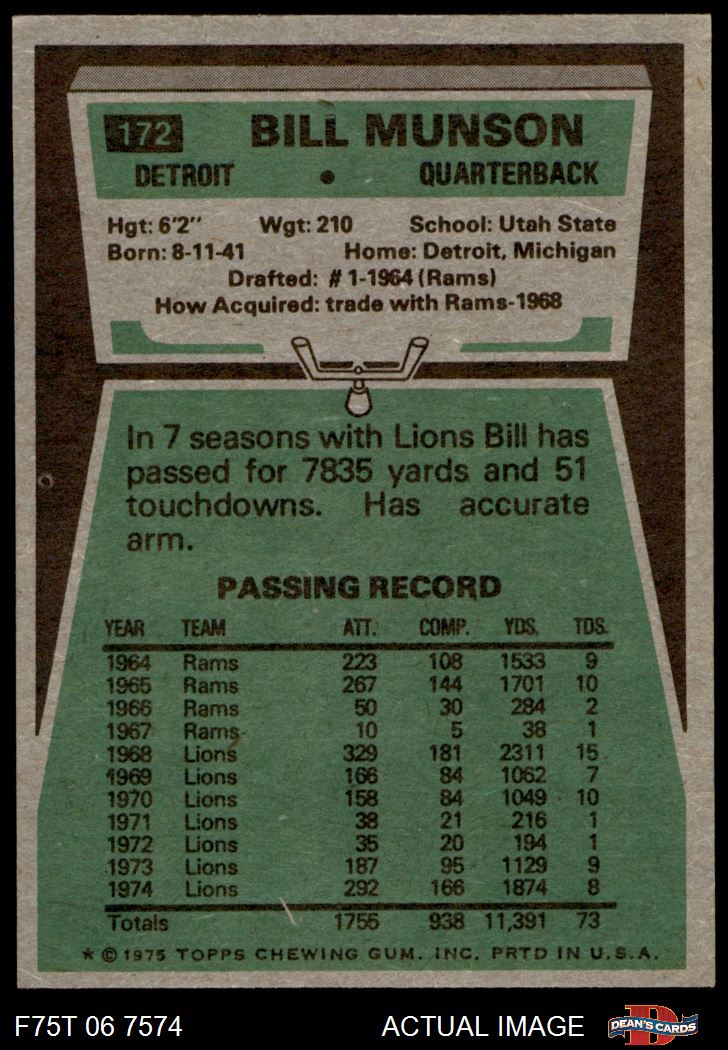 172 BILL MUNSON
DETROIT • QUARTERBACK
Hgt: 6'2" Wgt: 210 School: Utah State
Born: 8-11-41 Home: Detroit, Michigan
Drafted: #1-1964 (Rams)
How Acquired: trade with Rams-1968
In 7 seasons with Lions Bill has
passed for 7835 yards and 51
touchdowns. Has accurate
arm.
PASSING RECORD
YEAR TEAM ATT. COMP. YDS. TDS.
1964 Rams 223 108 1533 9
1965 Rams 267 144 1701 10
1966 Rams 50 30 284 2
1967 Rams 10 5 38 1
1968 Lions 329 181 2311 15
1969 Lions 166 84 1062 7
1970 Lions 158 84 1049 10
1971 Lions 38 21 216 1
1972 Lions 35 20 194 1
1973 Lions 187 95 1129 9
1974 Lions 292 166 1874 8
Totals 1755 938 11,391 73
* © 1975 TOPPS CHEWING GUM, INC. PRTD IN U.S.A.
F75T 06 7574 ACTUAL IMAGE DEAN'S CARDS